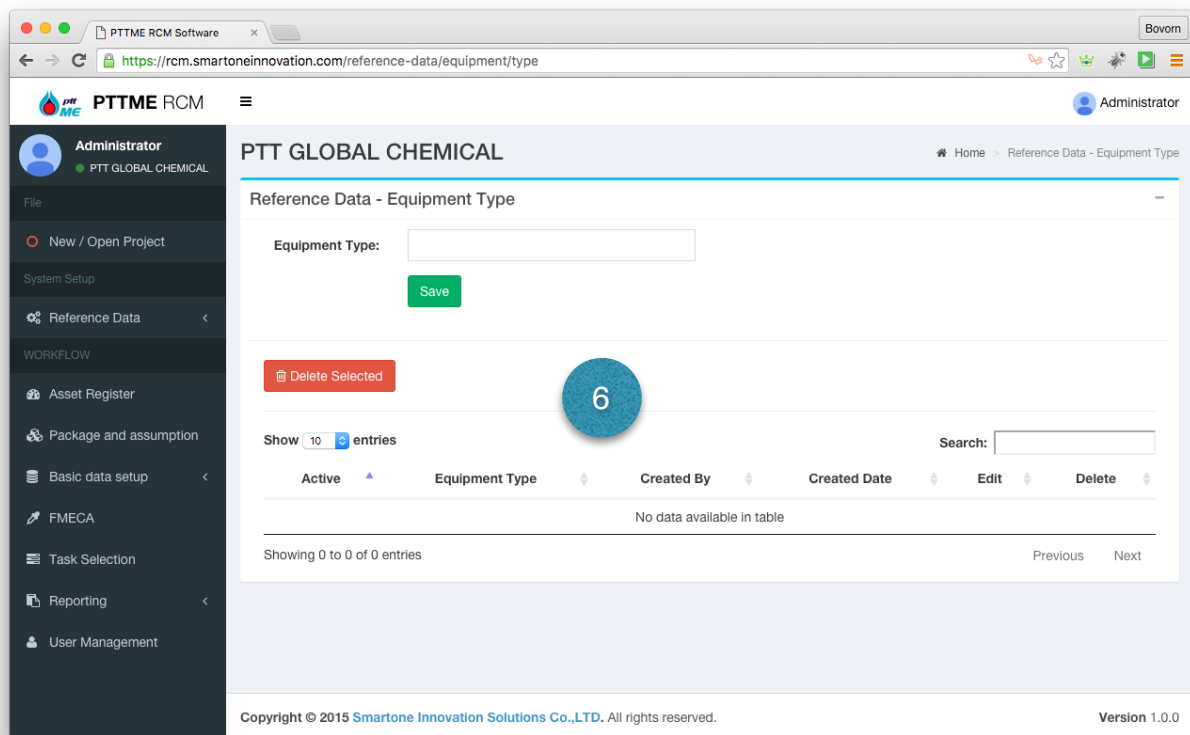 PTTME RCM Software
Bovorn
https://rcm.smartoneinnovation.com/reference-data/equipment/type
ptt ME PTTME RCM
Administrator
Administrator
PTT GLOBAL CHEMICAL
File
New / Open Project
System Setup
Reference Data
WORKFLOW
Asset Register
Package and assumption
Basic data setup
FMECA
Task Selection
Reporting
User Management
PTT GLOBAL CHEMICAL
Home > Reference Data - Equipment Type
Reference Data - Equipment Type
Equipment Type:
Save
Delete Selected
6
Show 10 entries
Search:
Active Equipment Type Created By Created Date Edit Delete
No data available in table
Showing 0 to 0 of 0 entries
Previous Next
Copyright © 2015 Smartone Innovation Solutions Co.,LTD. All rights reserved.
Version 1.0.0